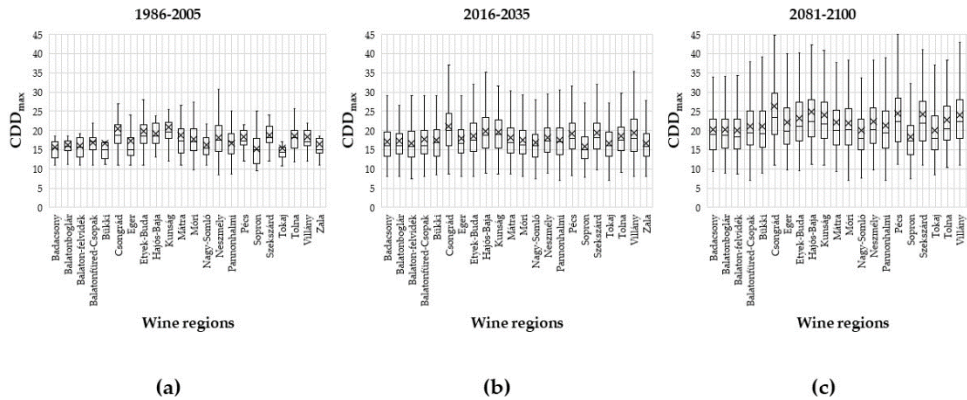 1986-2005
CDDmax
45
40
35
30
25
20
15
10
5
0
Badacsony
Balatonboglár
Balaton-felvidék
Balatonfüred-Csopak
Bükki
Csongrád
Eger
Etyek-Buda
Hajós-Baja
Kunság
Mátra
Móri
Nagy-Somló
Neszmély
Pannonhalmi
Pécs
Sopron
Szekszárd
Tokaj
Tolna
Villány
Zala
Wine regions
(a)
2016-2035
CDDmax
45
40
35
30
25
20
15
10
5
0
Badacsony
Balatonboglár
Balaton-felvidék
Balatonfüred-Csopak
Bükki
Csongrád
Eger
Etyek-Buda
Hajós-Baja
Kunság
Mátra
Móri
Nagy-Somló
Neszmély
Pannonhalmi
Pécs
Sopron
Szekszárd
Tokaj
Tolna
Villány
Zala
Wine regions
(b)
2081-2100
CDDmax
45
40
35
30
25
20
15
10
5
0
Badacsony
Balatonboglár
Balaton-felvidék
Balatonfüred-Csopak
Bükki
Csongrád
Eger
Etyek-Buda
Hajós-Baja
Kunság
Mátra
Móri
Nagy-Somló
Neszmély
Pannonhalmi
Pécs
Sopron
Szekszárd
Tokaj
Tolna
Villány
Wine regions
(c)